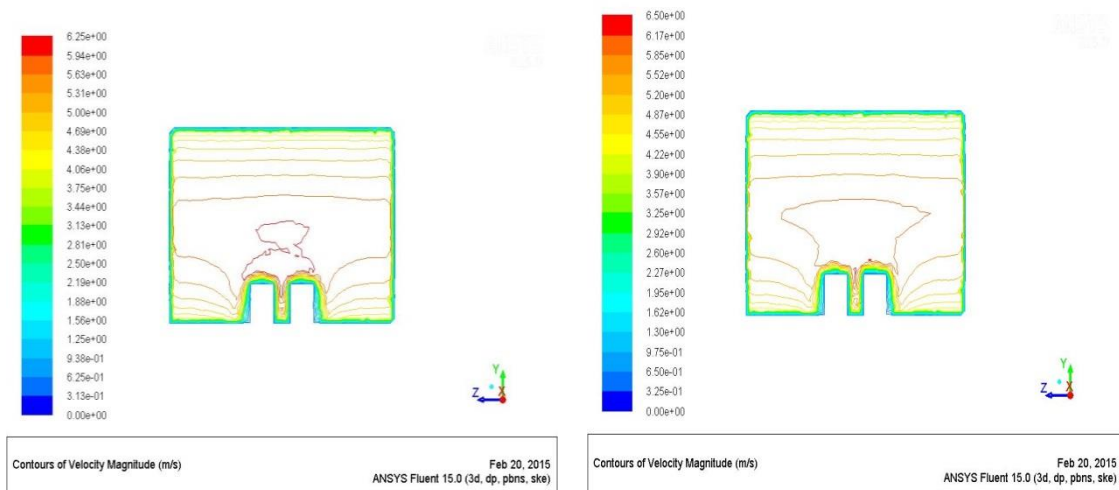 6.25e+00
5.94e+00
5.63e+00
5.31e+00
5.00e+00
4.69e+00
4.38e+00
4.06e+00
3.75e+00
3.44e+00
3.13e+00
2.81e+00
2.50e+00
2.19e+00
1.88e+00
1.56e+00
1.25e+00
9.38e-01
6.25e-01
3.13e-01
0.00e+00
Y
Z X
Contours of Velocity Magnitude (m/s)
Feb 20, 2015
ANSYS Fluent 15.0 (3d, dp, pbns, ske)
6.50e+00
6.17e+00
5.85e+00
5.52e+00
5.20e+00
4.87e+00
4.55e+00
4.22e+00
3.90e+00
3.57e+00
3.25e+00
2.92e+00
2.60e+00
2.27e+00
1.95e+00
1.62e+00
1.30e+00
9.75e-01
6.50e-01
3.25e-01
0.00e+00
Y
Z X
Contours of Velocity Magnitude (m/s)
Feb 20, 2015
ANSYS Fluent 15.0 (3d, dp, pbns, ske)